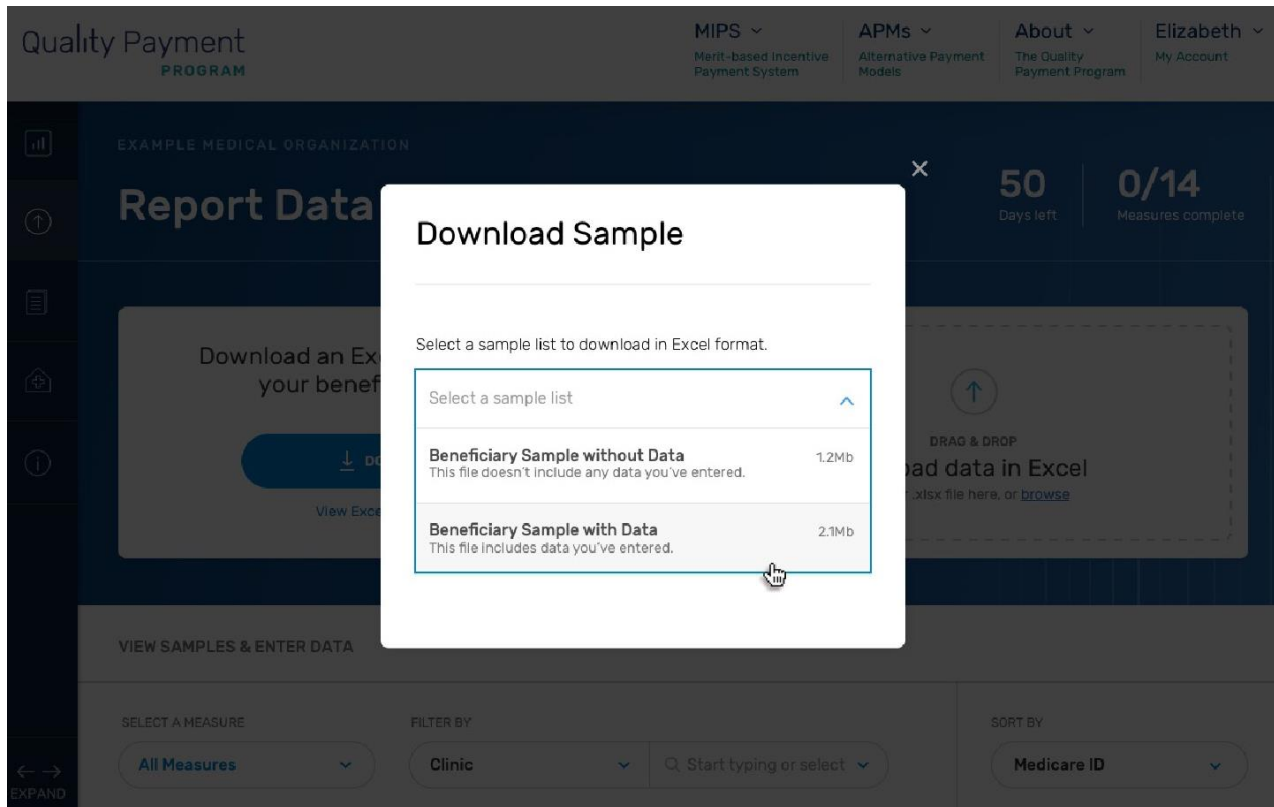 Quality Payment
PROGRAM
MIPS
Merit-based Incentive
Payment System
APMs
Alternative Payment
Models
About
The Quality
Payment Program
Elizabeth
My Account
EXAMPLE MEDICAL ORGANIZATION
Report Data
50
Days left
0/14
Measures complete
Download Sample
Select a sample list to download in Excel format.
Select a sample list
Beneficiary Sample without Data
1.2Mb
This file doesn't include any data you've entered.
Beneficiary Sample with Data
2.1Mb
This file includes data you've entered.
Download an
your
View
DRAG & DROP
data in Excel
.xlsx file here, or browse
VIEW SAMPLES & ENTER DATA
SELECT A MEASURE
FILTER BY
SORT BY
All Measures
Clinic
Start typing or select
Medicare ID
EXPAND